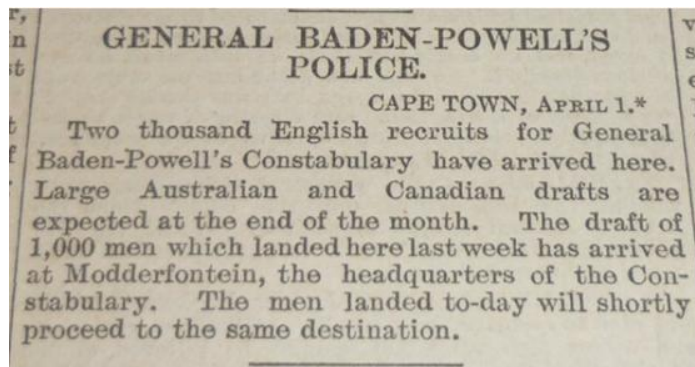 GENERAL BADEN-POWELL'S
POLICE.
CAPE TOWN, APRIL 1.*
Two thousand English recruits for General
Baden-Powell's Constabulary have arrived here.
Large Australian and Canadian drafts are
expected at the end of the month. The draft of
1,000 men which landed here last week has arrived
at Modderfontein, the headquarters of the Con-
stabulary. The men landed to-day will shortly
proceed to the same destination.